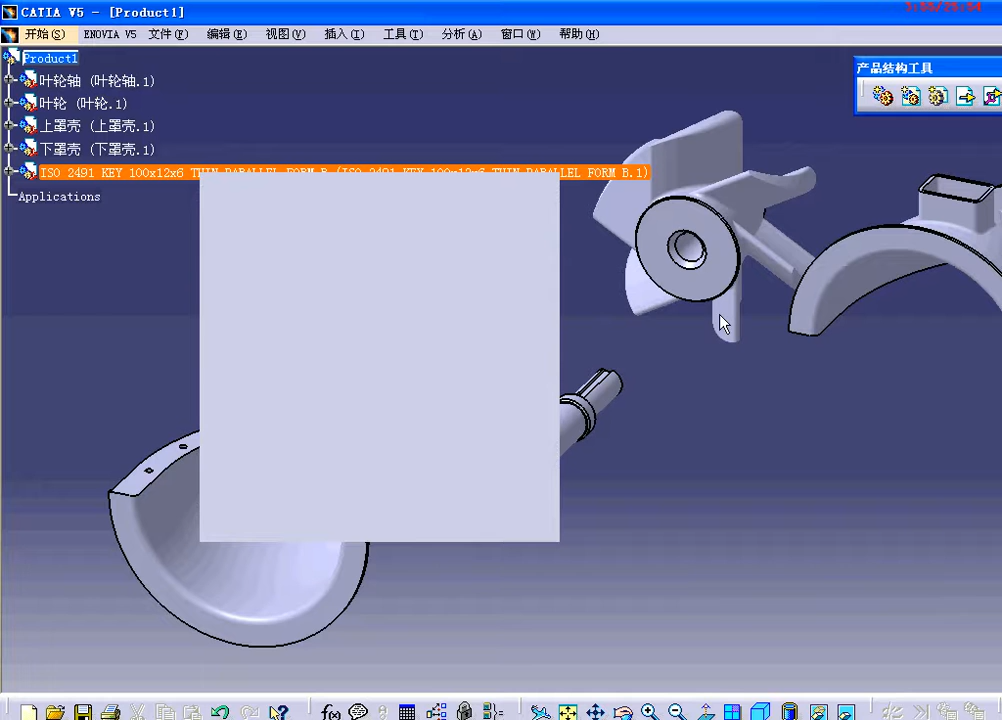 CATIA V5 - [Product1]
开始(S) ENOVIA V5 文件(F) 编辑(E) 视图(V) 插入(I) 工具(T) 分析(A) 窗口(W) 帮助(H)
Product1
叶轮轴 (叶轮轴.1)
叶轮 (叶轮.1)
上罩壳 (上罩壳.1)
下罩壳 (下罩壳.1)
ISO 2491 KEY 100x12x6 THIN PARALLEL FORM B (ISO 2491 KEY 100x12x6 THIN PARALLEL FORM B.1)
Applications
产品结构工具
f(x)